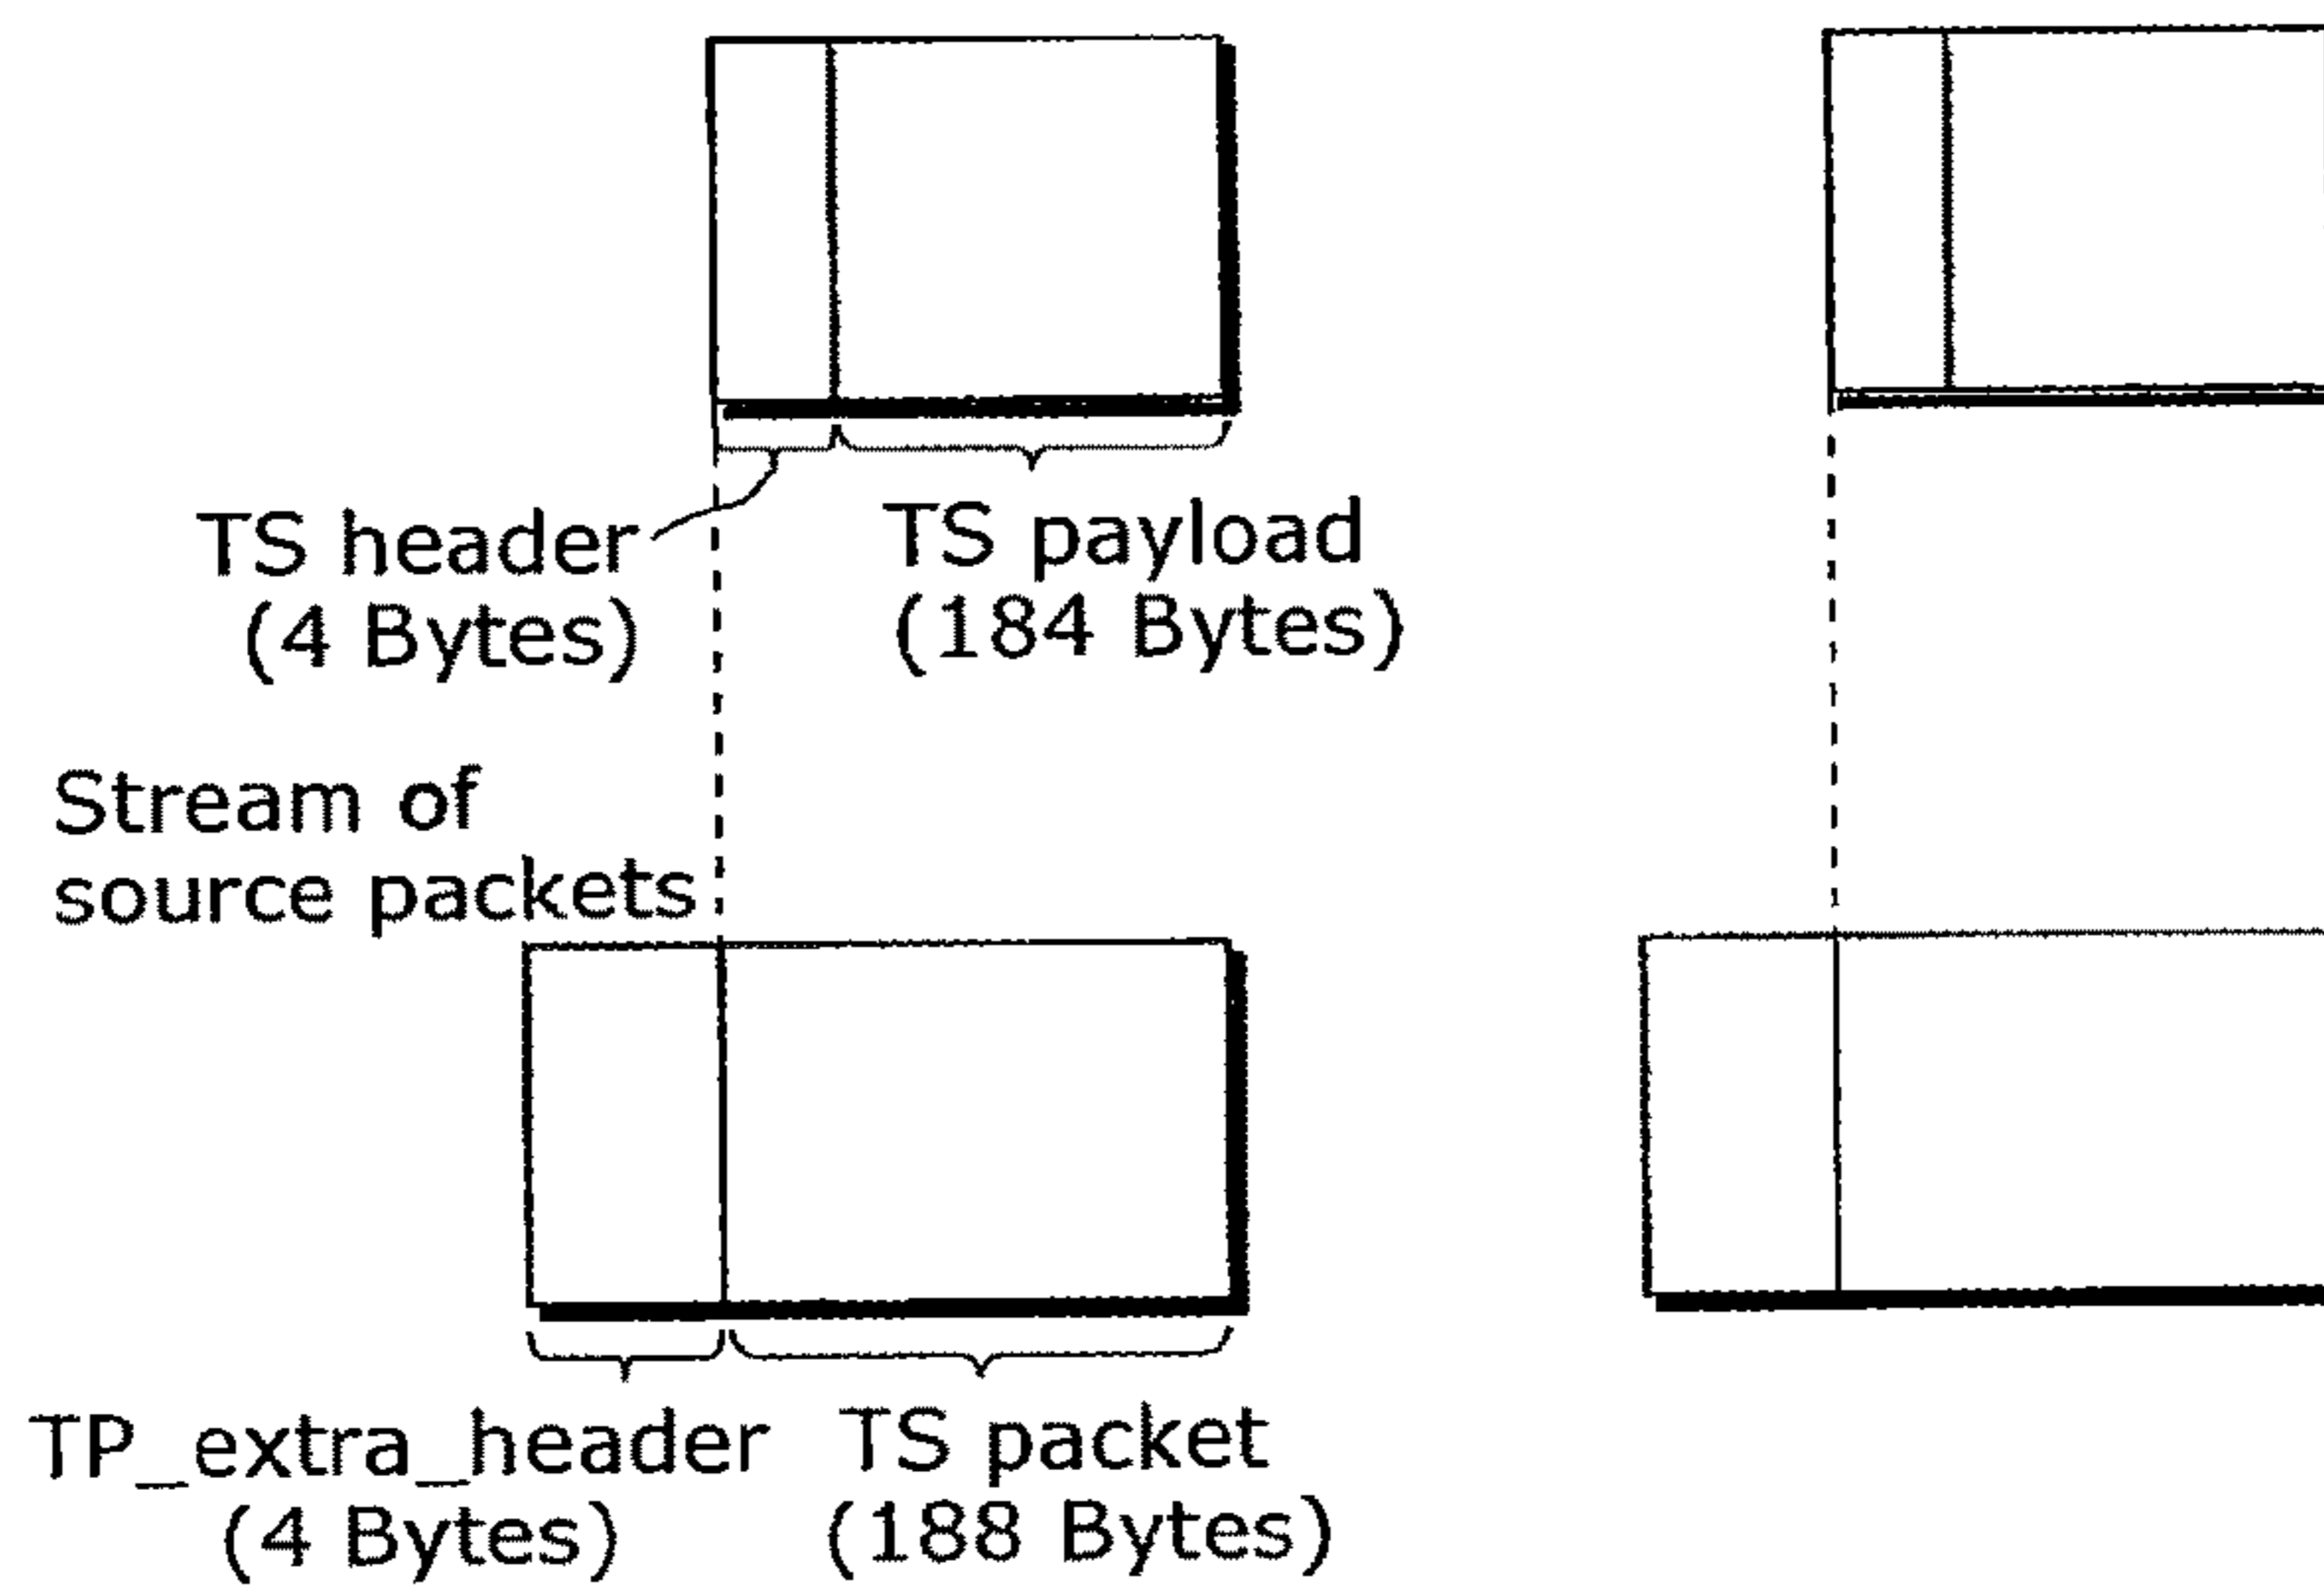 TS header
(4 Bytes)
TS payload
(184 Bytes)
Stream of
source packets
TP_extra_header
(4 Bytes)
TS packet
(188 Bytes)